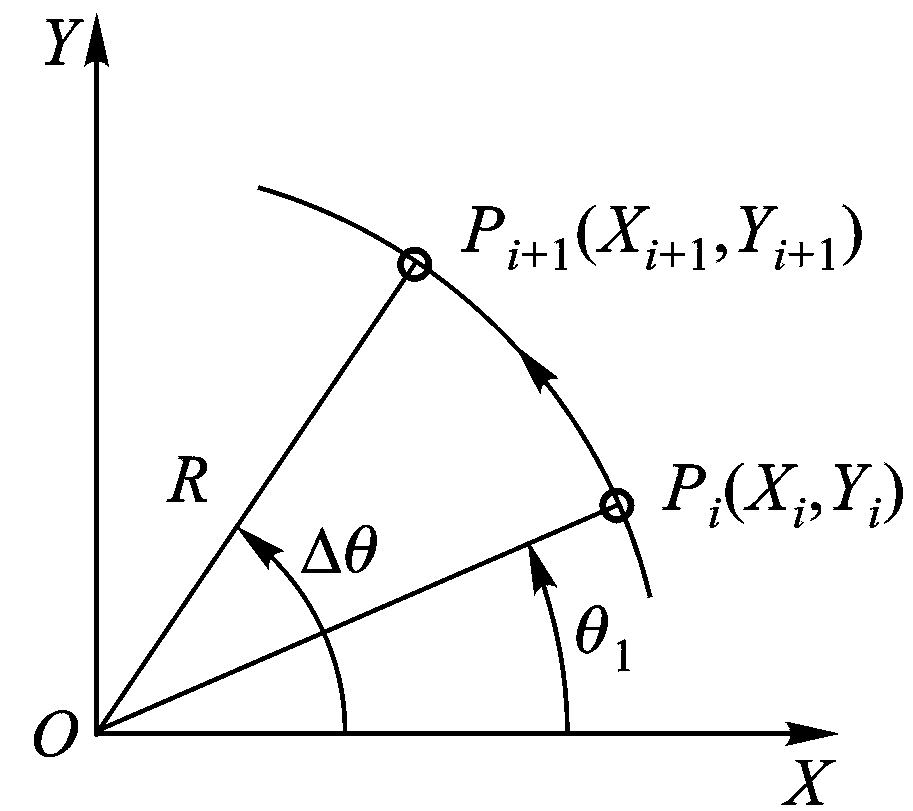 Y
P_{i+1}(X_{i+1},Y_{i+1})
R
P_i(X_i,Y_i)
Δθ
θ_1
O
X